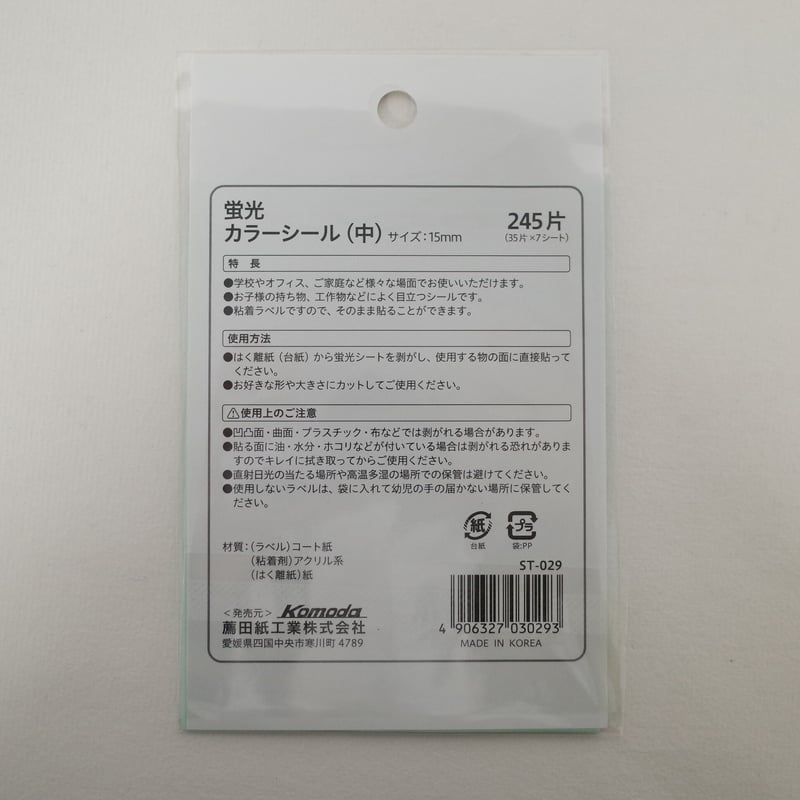 蛍光
カラーシール（中） サイズ：15mm
245片
（35片×7シート）
特 長
●学校やオフィス、ご家庭など様々な場面でお使いいただけます。
●お子様の持ち物、工作物などによく目立つシールです。
●粘着ラベルですので、そのまま貼ることができます。
使用方法
●はく離紙（台紙）から蛍光シートを剥がし、使用する物の面に直接貼って
ください。
●お好きな形や大きさにカットしてご使用ください。
⚠使用上のご注意
●凹凸面・曲面・プラスチック・布などでは剥がれる場合があります。
●貼る面に油・水分・ホコリなどが付いている場合は剥がれる恐れがありま
すのでキレイに拭き取ってからご使用ください。
●直射日光の当たる場所や高温多湿の場所での保管は避けてください。
●使用しないラベルは、袋に入れて幼児の手の届かない場所に保管してく
ださい。
紙 プラ
台紙 袋:PP
材質：（ラベル）コート紙
（粘着剤）アクリル系
（はく離紙）紙
ST-029
＜発売元＞ Komoda
薦田紙工業株式会社
愛媛県四国中央市寒川町 4789
4 906327 030293
MADE IN KOREA